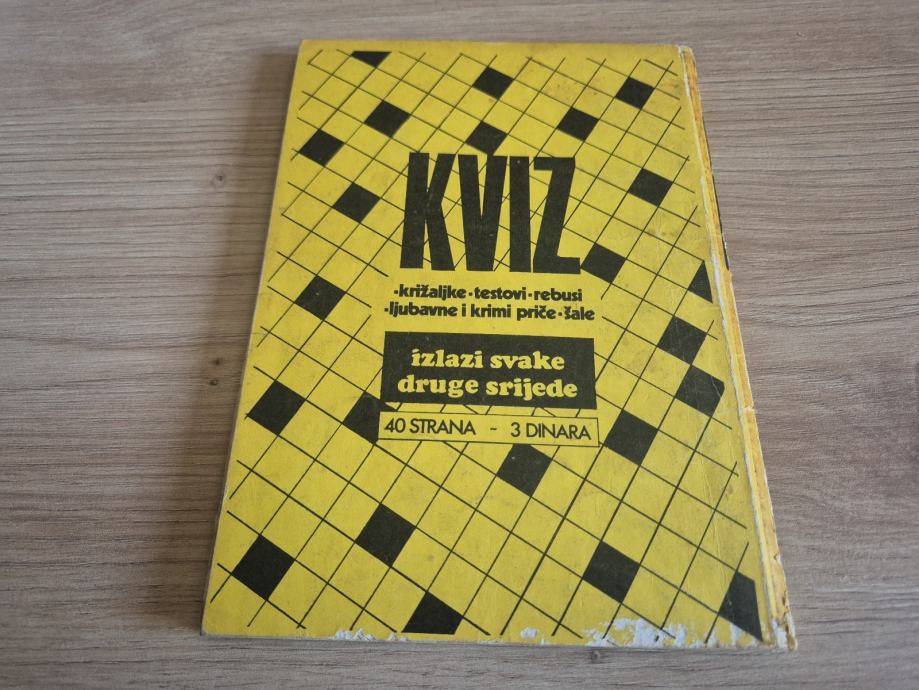 KVIZ
·križaljke·testovi·rebusi
·ljubavne i krimi priče·šale
izlazi svake
druge srijede
40 STRANA - 3 DINARA